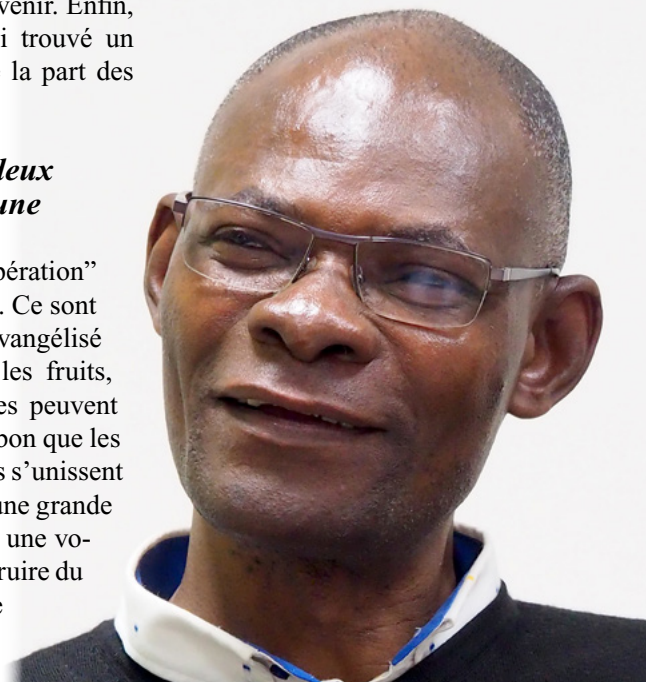 venir. Enfin,
i trouvé un
la part des
deux
une
pération”
. Ce sont
vangélisé
les fruits,
es peuvent
bon que les
s s’unissent
une grande
une vo-
ruire du
e